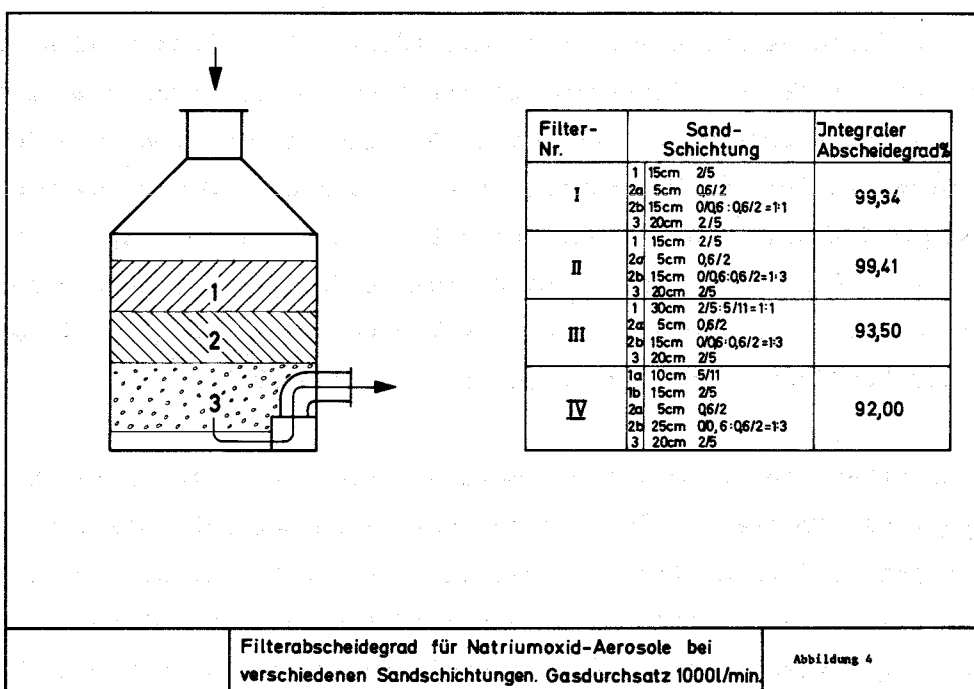 1
2
3
Filter-Nr. Sand-Schichtung Integraler Abscheidegrad%
I
1 15cm 2/5
2a 5cm 0,6/2
2b 15cm 0/0,6:0,6/2=1:1
3 20cm 2/5
99,34
II
1 15cm 2/5
2a 5cm 0,6/2
2b 15cm 0/0,6:0,6/2=1:3
3 20cm 2/5
99,41
III
1 30cm 2/5:5/11=1:1
2a 5cm 0,6/2
2b 15cm 0/0,6:0,6/2=1:3
3 20cm 2/5
93,50
IV
1a 10cm 5/11
1b 15cm 2/5
2a 5cm 0,6/2
2b 25cm 0/0,6:0,6/2=1:3
3 20cm 2/5
92,00
Filterabscheidegrad für Natriumoxid-Aerosole bei
verschiedenen Sandschichtungen. Gasdurchsatz 1000l/min.
Abbildung 4